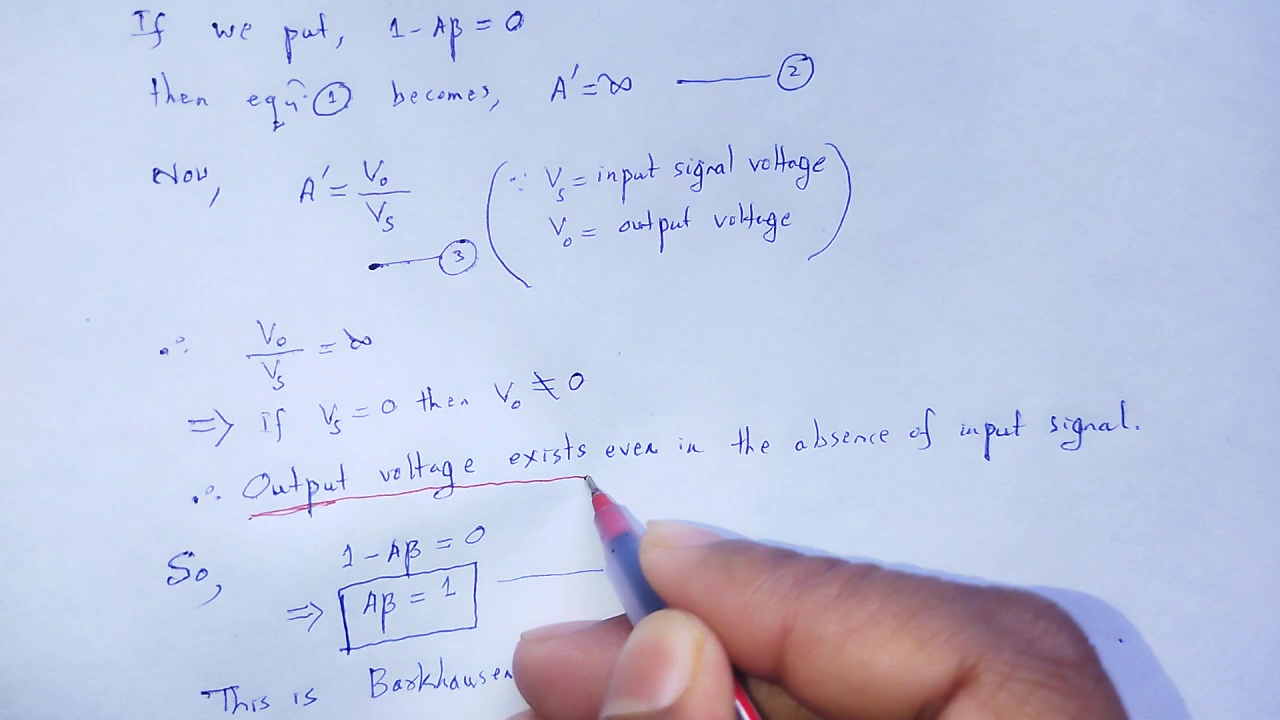 If we put, 1 - Aβ = 0
then equn. ① becomes, A' = ∞ —— ②
Now, A' = V₀/Vₛ (∵ Vₛ = input signal voltage
V₀ = output voltage)
—— ③
∴ V₀/Vₛ = ∞
⇒ if Vₛ = 0 then V₀ ≠ 0
∴ Output voltage exists even in the absence of input signal.
So, 1 - Aβ = 0
⇒ Aβ = 1 ——
This is Barkhausen